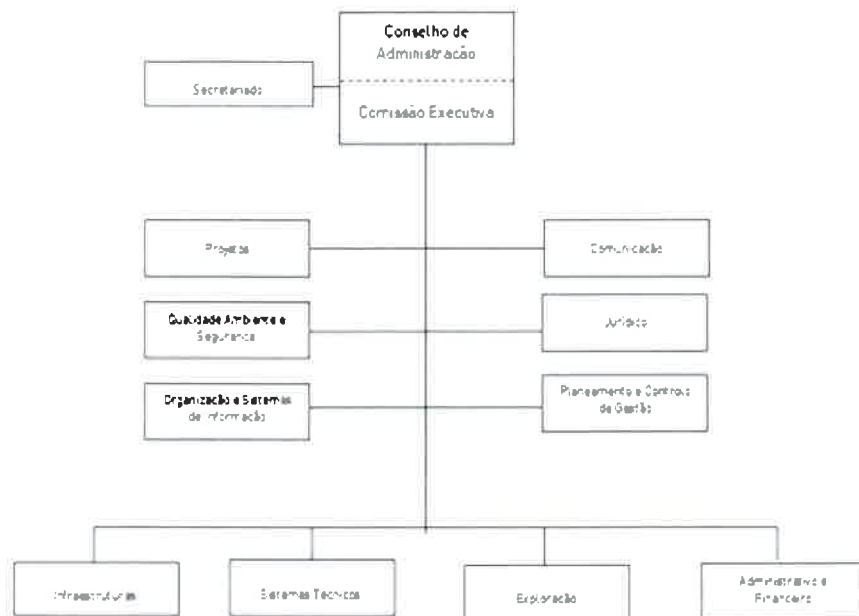 Conselho de
Administração
Secretariado
Comissão Executiva
Projetos
Comunicação
Qualidade Ambiente e
Segurança
Jurídico
Organização e Sistemas
de Informação
Planeamento e Controlo
de Gestão
Infraestruturas
Sistemas Técnicos
Exploração
Administrativo e
Financeiro